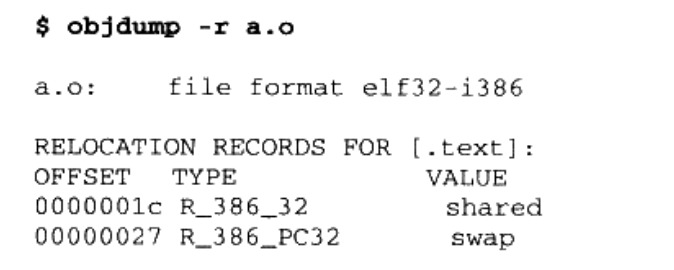 $ objdump -r a.o
a.o:     file format elf32-i386
RELOCATION RECORDS FOR [.text]:
OFFSET   TYPE              VALUE
0000001c R_386_32          shared
00000027 R_386_PC32        swap